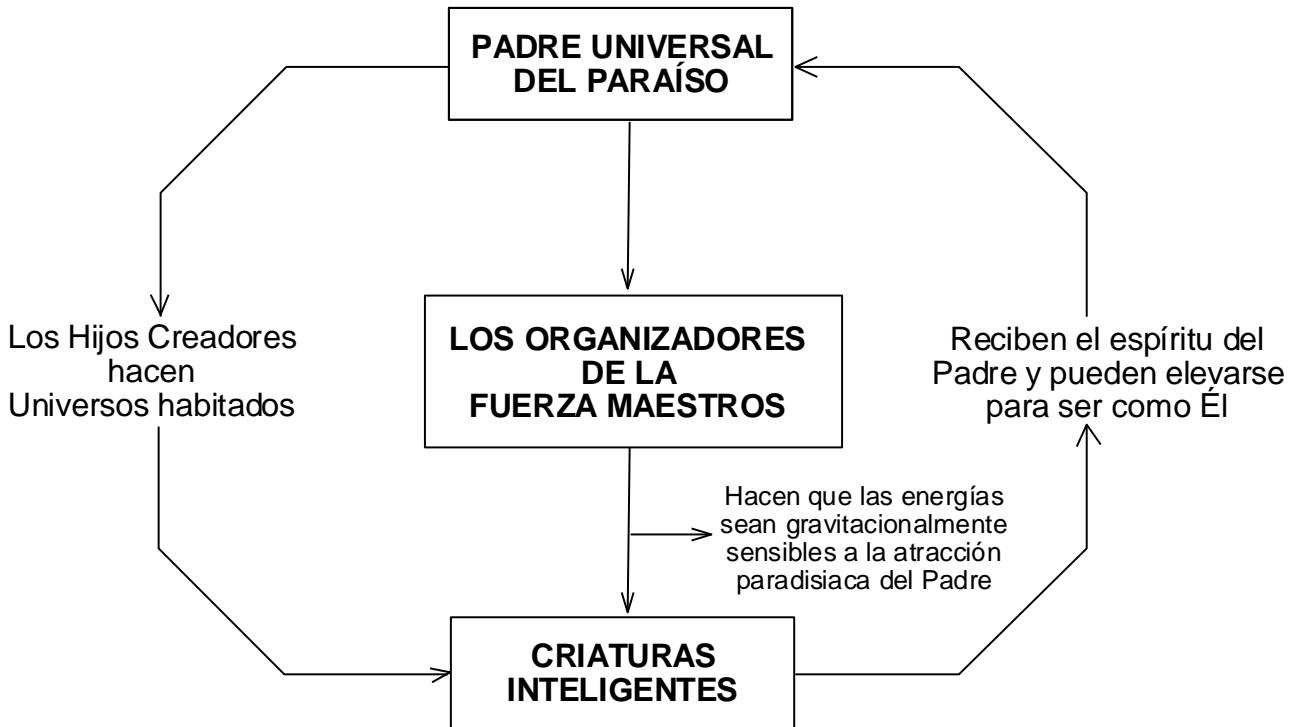 PADRE UNIVERSAL
DEL PARAÍSO
Los Hijos Creadores
hacen
Universos habitados
LOS ORGANIZADORES
DE LA
FUERZA MAESTROS
Reciben el espíritu del
Padre y pueden elevarse
para ser como Él
Hacen que las energías
sean gravitacionalmente
sensibles a la atracción
paradisiaca del Padre
CRIATURAS
INTELIGENTES